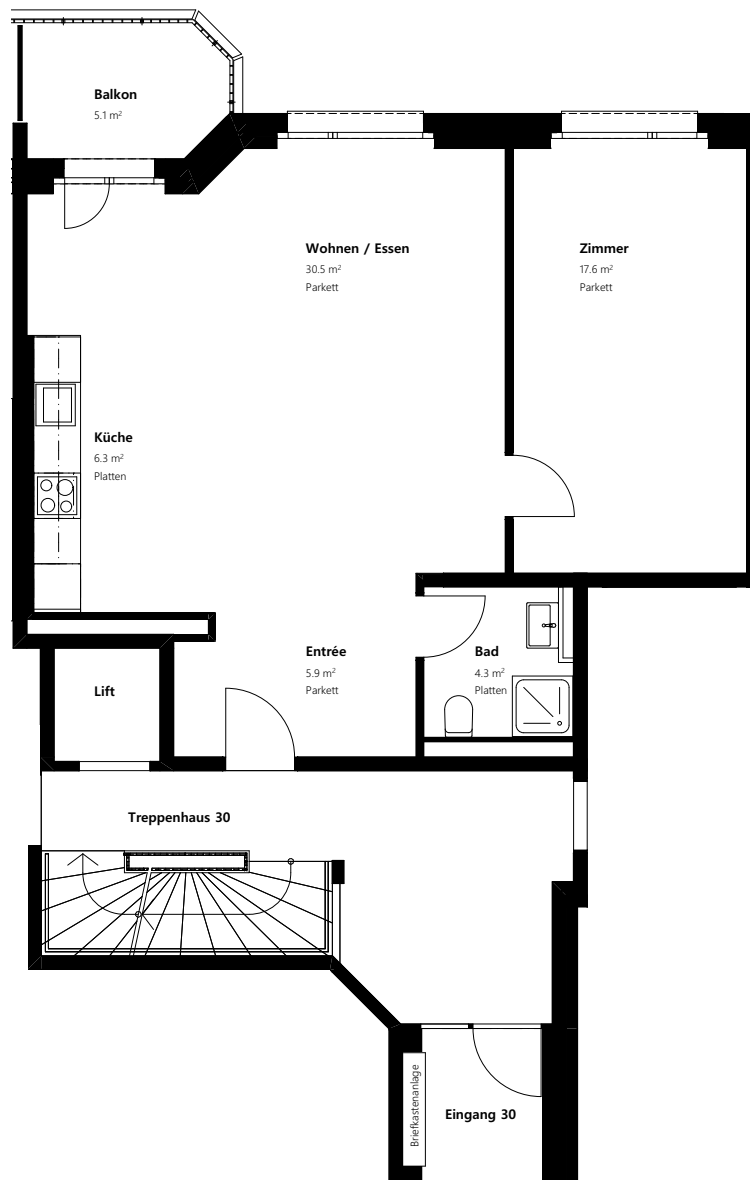 Balkon
5.1 m²
Wohnen / Essen
30.5 m²
Parkett
Zimmer
17.6 m²
Parkett
Küche
6.3 m²
Platten
Entrée
5.9 m²
Parkett
Bad
4.3 m²
Platten
Lift
Treppenhaus 30
Briefkastenanlage
Eingang 30